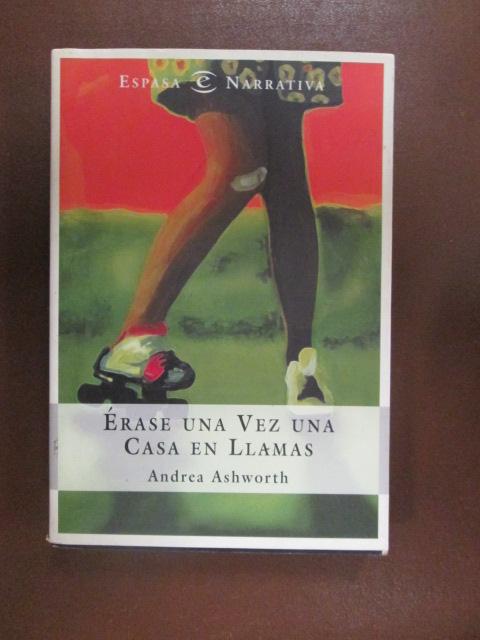 ESPASA e NARRATIVA
ÉRASE UNA VEZ UNA
CASA EN LLAMAS
Andrea Ashworth